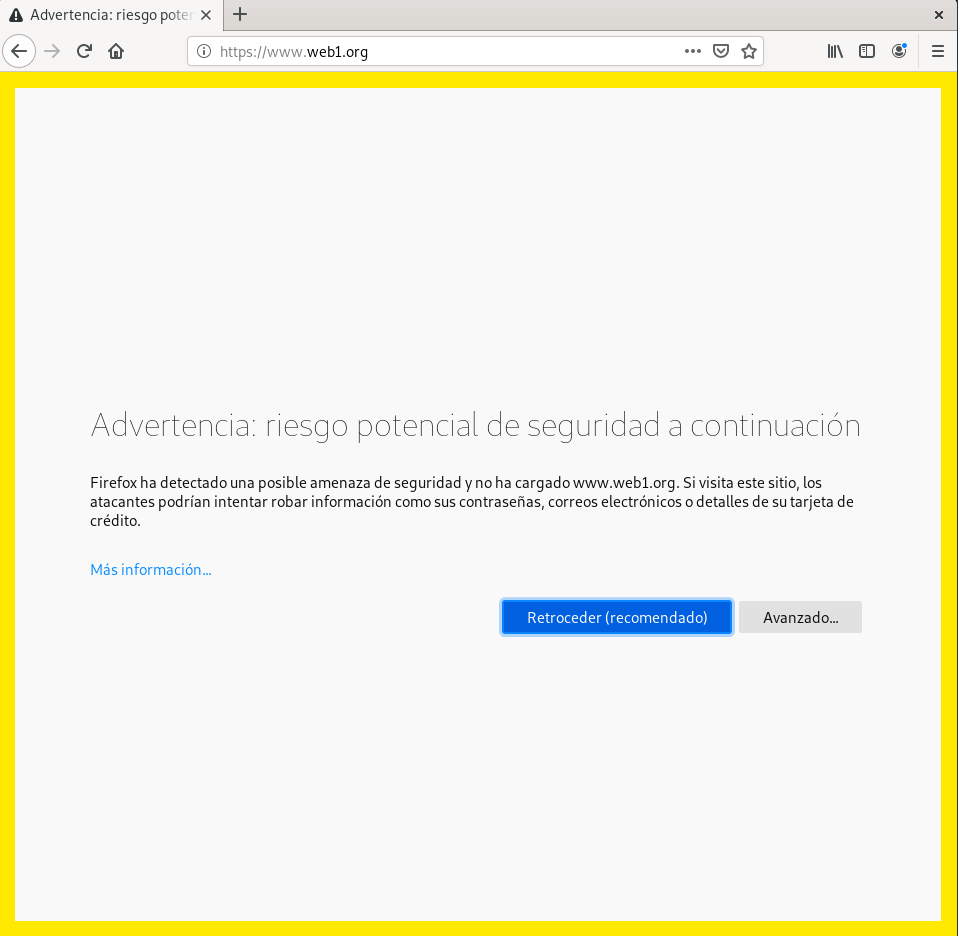 Advertencia: riesgo poten
https://www.web1.org
Advertencia: riesgo potencial de seguridad a continuación
Firefox ha detectado una posible amenaza de seguridad y no ha cargado www.web1.org. Si visita este sitio, los
atacantes podrían intentar robar información como sus contraseñas, correos electrónicos o detalles de su tarjeta de
crédito.
Más información...
Retroceder (recomendado)
Avanzado...